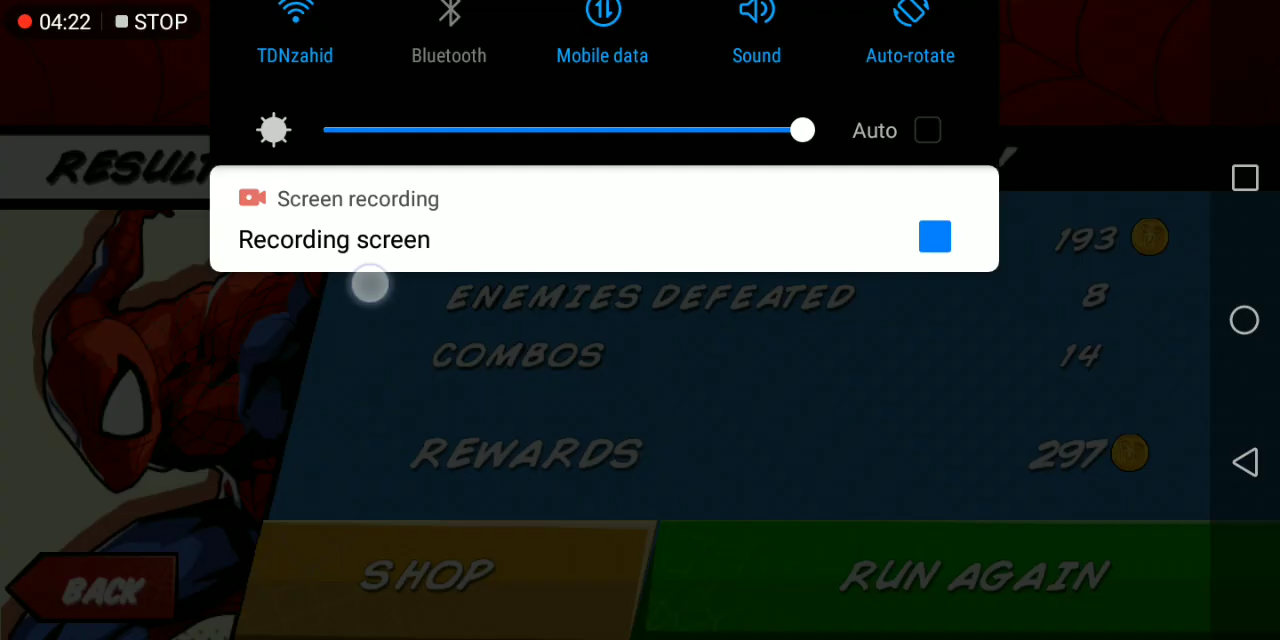 04:22 STOP
TDNzahid Bluetooth Mobile data Sound Auto-rotate
Auto
RESULT
Screen recording
Recording screen
193
ENEMIES DEFEATED 8
COMBOS 14
REWARDS 297
SHOP RUN AGAIN
BACK